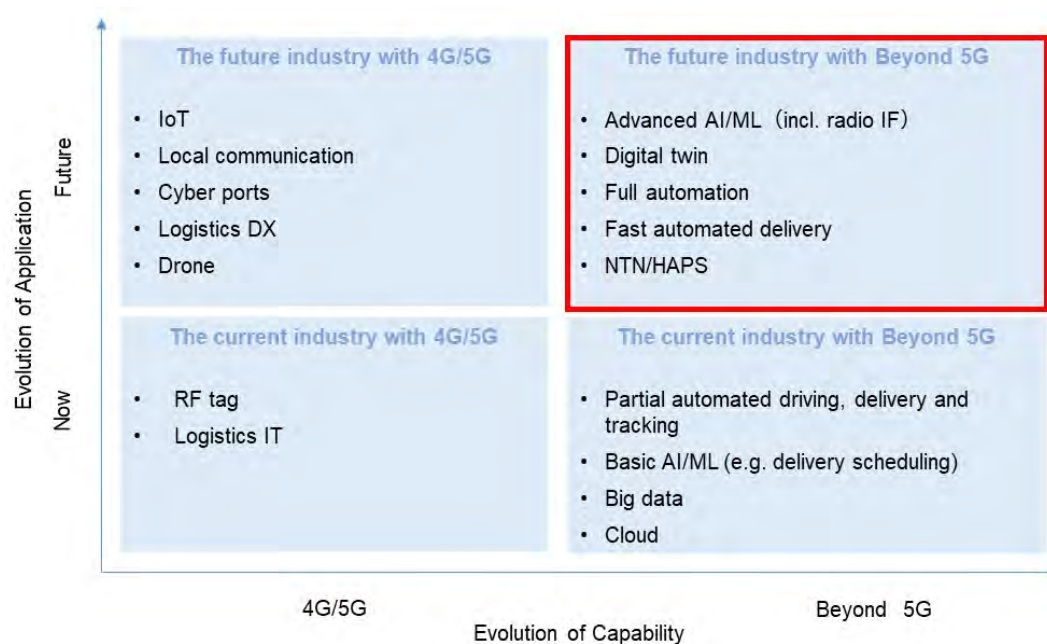 The future industry with 4G/5G
• IoT
• Local communication
• Cyber ports
• Logistics DX
• Drone
The future industry with Beyond 5G
• Advanced AI/ML（incl. radio IF）
• Digital twin
• Full automation
• Fast automated delivery
• NTN/HAPS
The current industry with 4G/5G
• RF tag
• Logistics IT
The current industry with Beyond 5G
• Partial automated driving, delivery and
tracking
• Basic AI/ML (e.g. delivery scheduling)
• Big data
• Cloud
Evolution of Application
Future
Now
4G/5G
Beyond 5G
Evolution of Capability